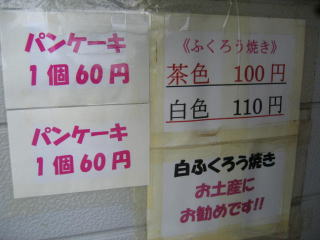 パンケーキ
1個60円
パンケーキ
1個60円
《ふくろう焼き》
茶色 100円
白色 110円
白ふくろう焼き
お土産に
お勧めです!!